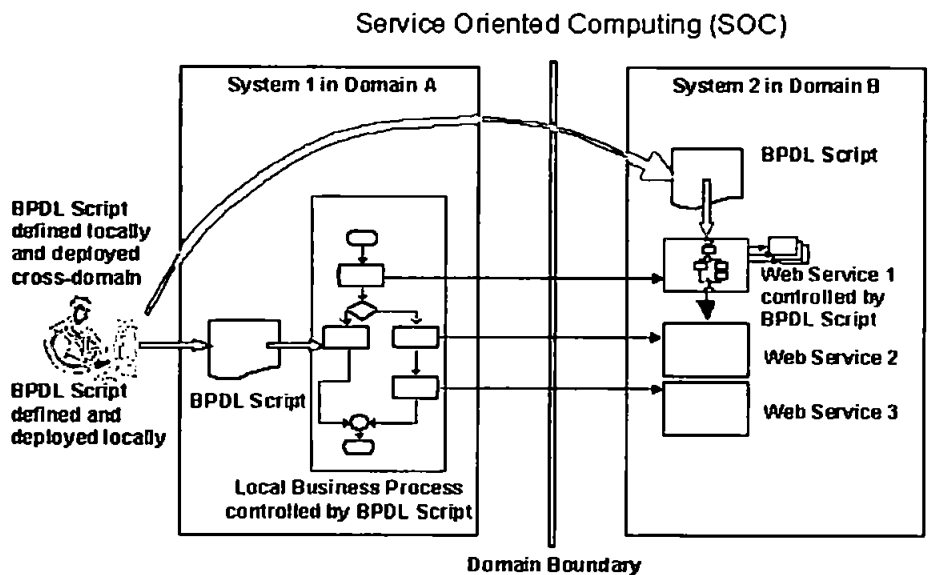 Service Oriented Computing (SOC)
System 1 in Domain A
System 2 in Domain B
BPDL Script
BPDL Script
defined locally
and deployed
cross-domain
Web Service 1
controlled by
BPDL Script
BPDL Script
Web Service 2
BPDL Script
defined and
deployed locally
Web Service 3
Local Business Process
controlled by BPDL Script
Domain Boundary